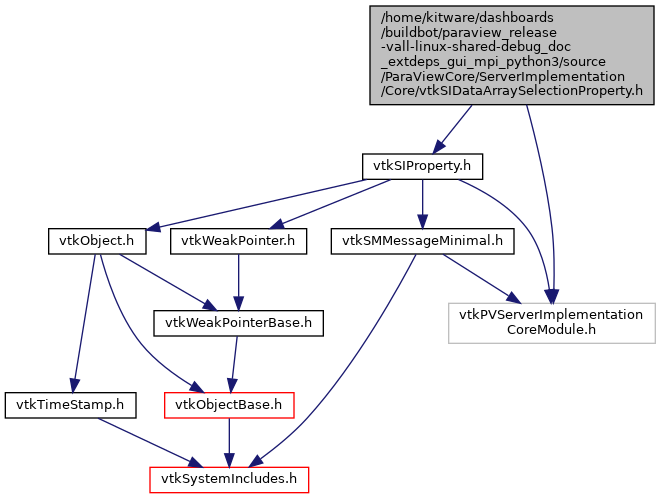 /home/kitware/dashboards
/buildbot/paraview_release
-vall-linux-shared-debug_doc
_extdeps_gui_mpi_python3/source
/ParaViewCore/ServerImplementation
/Core/vtkSIDataArraySelectionProperty.h
vtkSIProperty.h
vtkObject.h
vtkWeakPointer.h
vtkSMMessageMinimal.h
vtkWeakPointerBase.h
vtkPVServerImplementation
CoreModule.h
vtkTimeStamp.h
vtkObjectBase.h
vtkSystemIncludes.h